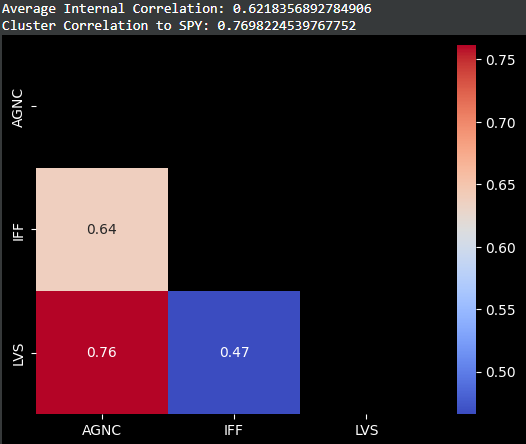 Average Internal Correlation: 0.6218356892784906
Cluster Correlation to SPY: 0.7698224539767752
AGNC
IFF
LVS
0.64
0.76
0.47
AGNC IFF LVS
0.75
0.70
0.65
0.60
0.55
0.50